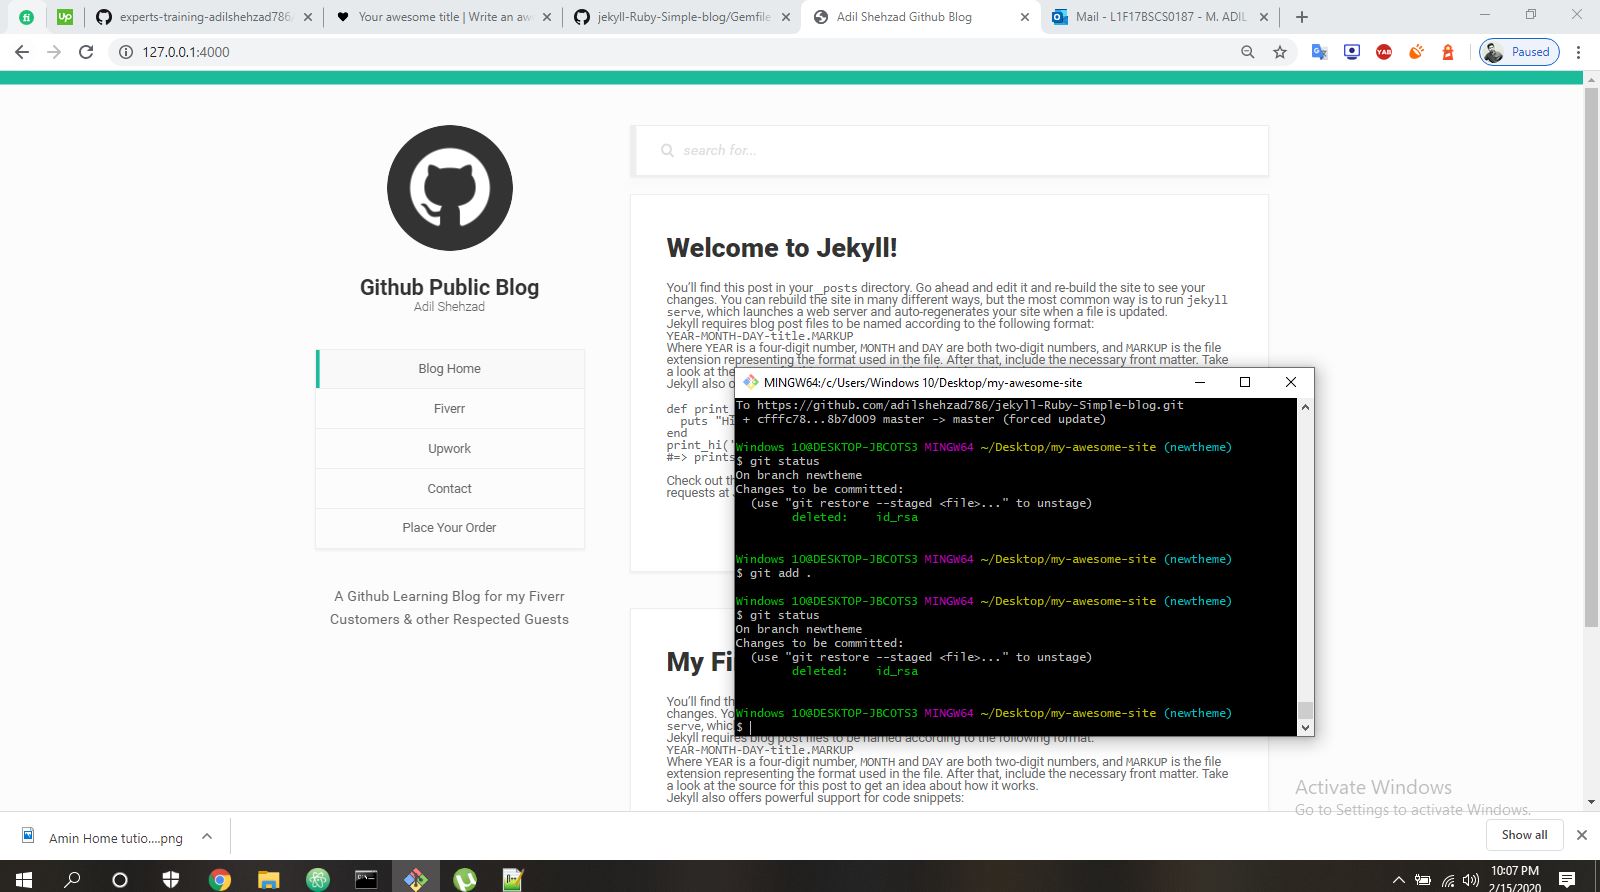 fi
Up
experts-training-adilshehzad786/
Your awesome title | Write an aw
jekyll-Ruby-Simple-blog/Gemfile
Adil Shehzad Github Blog
Mail - L1F17BSCS0187 - M. ADIL
127.0.0.1:4000
YAB
Paused
Github Public Blog
Adil Shehzad
Blog Home
Fiverr
Upwork
Contact
Place Your Order
A Github Learning Blog for my Fiverr
Customers & other Respected Guests
search for...
Welcome to Jekyll!
You'll find this post in your _posts directory. Go ahead and edit it and re-build the site to see your
changes. You can rebuild the site in many different ways, but the most common way is to run jekyll
serve, which launches a web server and auto-regenerates your site when a file is updated.
Jekyll requires blog post files to be named according to the following format:
YEAR-MONTH-DAY-title.MARKUP
Where YEAR is a four-digit number, MONTH and DAY are both two-digit numbers, and MARKUP is the file
extension representing the format used in the file. After that, include the necessary front matter. Take
a look at the
Jekyll also o
def print_
puts "Hi
end
print_hi('
#=> prints
Check out th
requests at
MINGW64:/c/Users/Windows 10/Desktop/my-awesome-site
To https://github.com/adilshehzad786/jekyll-Ruby-Simple-blog.git
+ cfffc78...8b7d009 master -> master (forced update)
Windows 10@DESKTOP-JBCOTS3 MINGW64 ~/Desktop/my-awesome-site (newtheme)
$ git status
On branch newtheme
Changes to be committed:
(use "git restore --staged <file>..." to unstage)
deleted: id_rsa
Windows 10@DESKTOP-JBCOTS3 MINGW64 ~/Desktop/my-awesome-site (newtheme)
$ git add .
Windows 10@DESKTOP-JBCOTS3 MINGW64 ~/Desktop/my-awesome-site (newtheme)
$ git status
On branch newtheme
Changes to be committed:
(use "git restore --staged <file>..." to unstage)
deleted: id_rsa
Windows 10@DESKTOP-JBCOTS3 MINGW64 ~/Desktop/my-awesome-site (newtheme)
$
My Fi
You'll find th
changes. Yo
serve, whic
Jekyll requires blog post files to be named according to the following format:
YEAR-MONTH-DAY-title.MARKUP
Where YEAR is a four-digit number, MONTH and DAY are both two-digit numbers, and MARKUP is the file
extension representing the format used in the file. After that, include the necessary front matter. Take
a look at the source for this post to get an idea about how it works.
Jekyll also offers powerful support for code snippets:
Activate Windows
Go to Settings to activate Windows.
Amin Home tutio....png
Show all
10:07 PM
2/15/2020